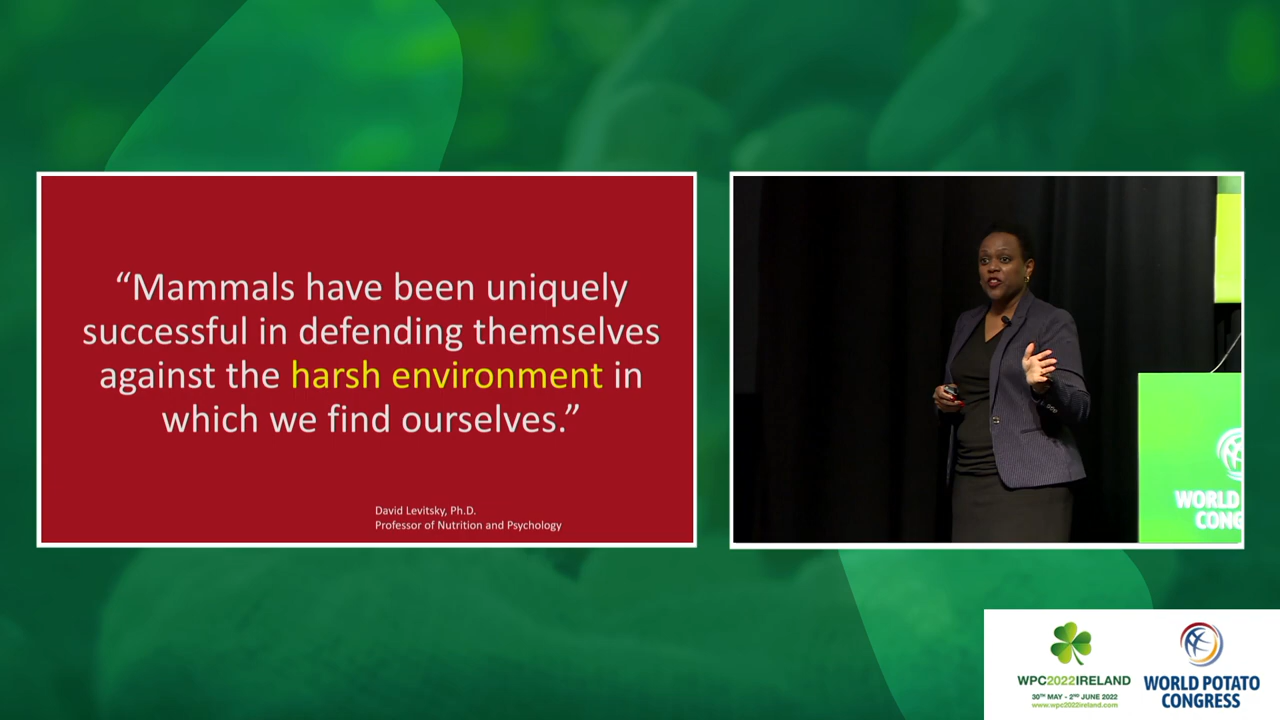 “Mammals have been uniquely
successful in defending themselves
against the harsh environment in
which we find ourselves.”
David Levitsky, Ph.D.
Professor of Nutrition and Psychology
WORLD
CONG
WPC2022IRELAND
30TH MAY - 2ND JUNE 2022
www.wpc2022ireland.com
WORLD POTATO
CONGRESS